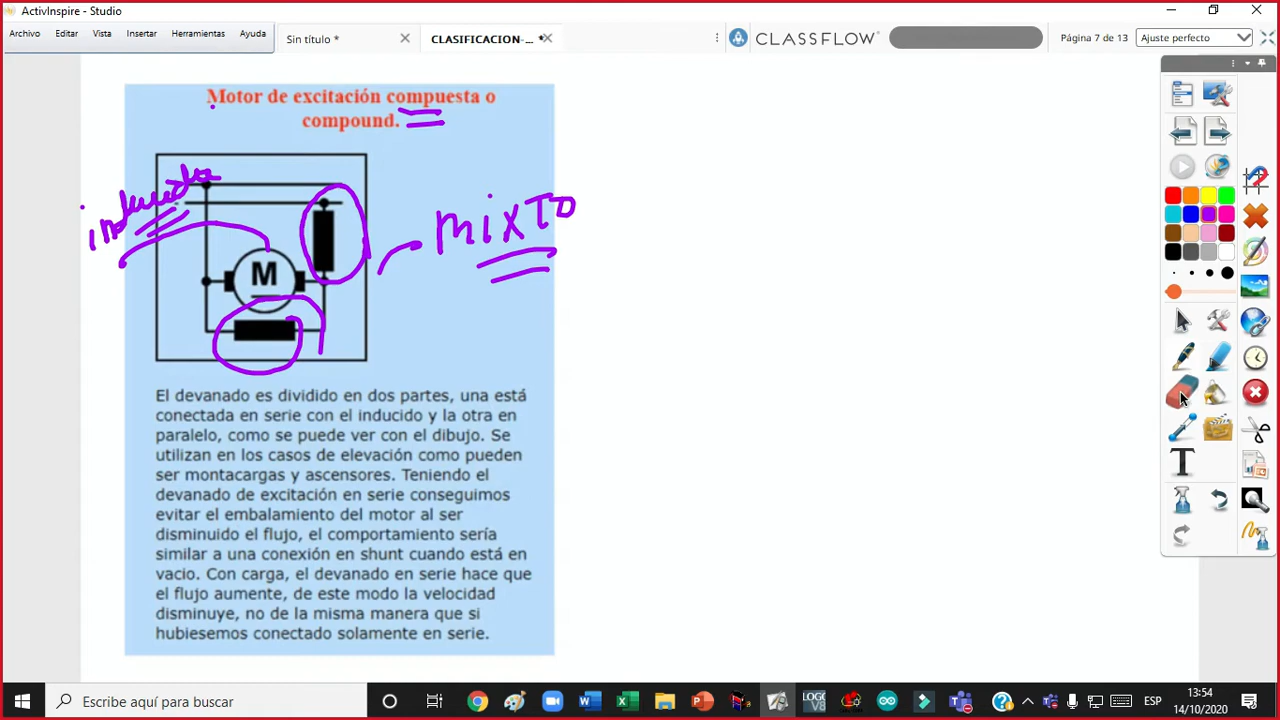 ActivInspire - Studio
Archivo Editar Vista Insertar Herramientas Ayuda
Sin título *
CLASIFICACION-... *
CLASSFLOW
Página 7 de 13
Ajuste perfecto
Motor de excitación compuesta o
compound.
inducido
M
mixTo
El devanado es dividido en dos partes, una está
conectada en serie con el inducido y la otra en
paralelo, como se puede ver con el dibujo. Se
utilizan en los casos de elevación como pueden
ser montacargas y ascensores. Teniendo el
devanado de excitación en serie conseguimos
evitar el embalamiento del motor al ser
disminuido el flujo, el comportamiento sería
similar a una conexión en shunt cuando está en
vacio. Con carga, el devanado en serie hace que
el flujo aumente, de este modo la velocidad
disminuye, no de la misma manera que si
hubiesemos conectado solamente en serie.
T
Escribe aquí para buscar
ESP
13:54
14/10/2020